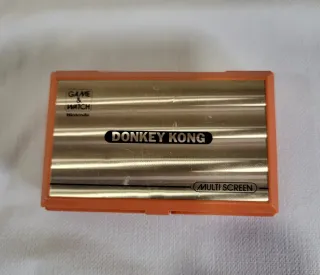 GAME
&
WATCH
Nintendo
DONKEY KONG
MULTI SCREEN